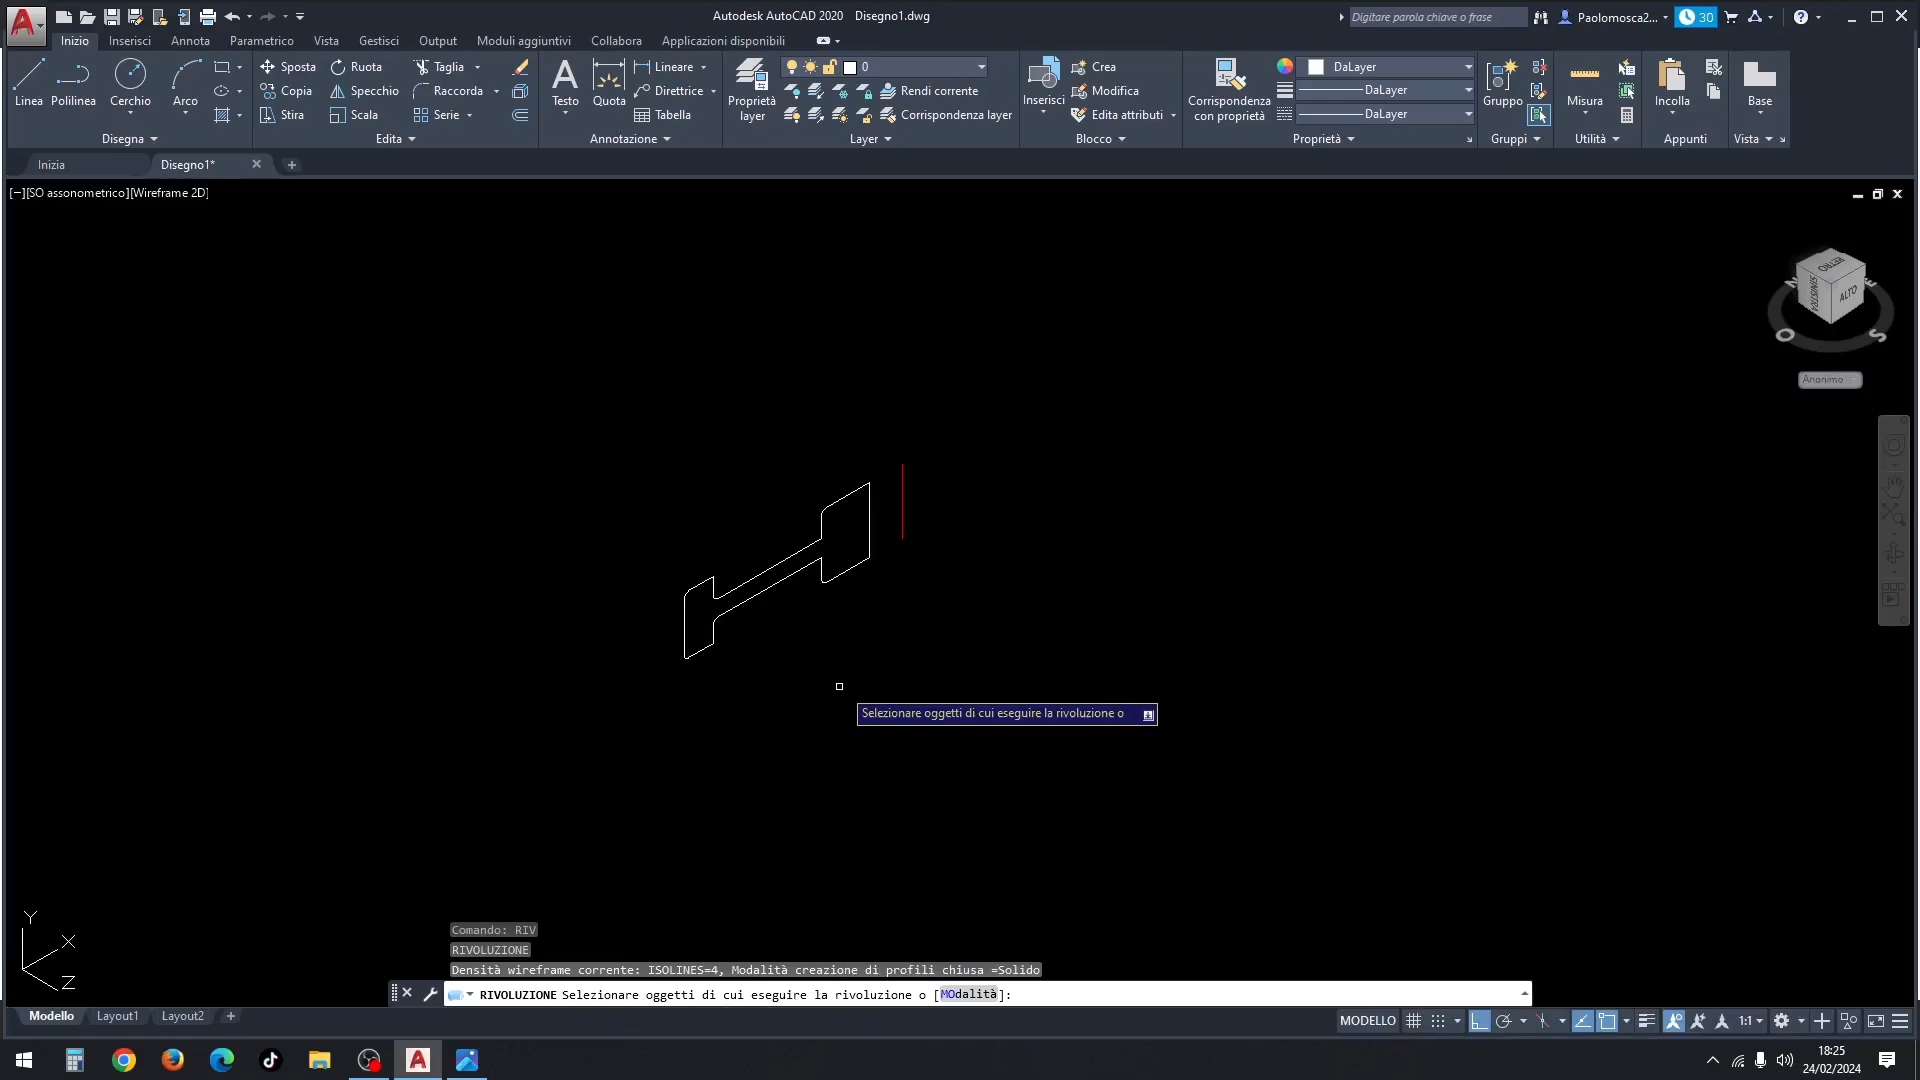 Autodesk AutoCAD 2020 Disegno1.dwg
Digitare parola chiave o frase
Paolomosca2...
30
Inizio Inserisci Annota Parametrico Vista Gestisci Output Moduli aggiuntivi Collabora Applicazioni disponibili
Linea Polilinea Cerchio Arco
Disegna
Sposta Ruota Taglia
Copia Specchio Raccorda
Stira Scala Serie
Edita
Testo Quota
Lineare
Direttrice
Tabella
Annotazione
Proprietà layer
0
Rendi corrente
Corrispondenza layer
Layer
Inserisci
Crea
Modifica
Edita attributi
Blocco
Corrispondenza con proprietà
DaLayer
DaLayer
DaLayer
Proprietà
Gruppo
Gruppi
Misura
Utilità
Incolla
Appunti
Base
Vista
Inizia Disegno1*
[−][SO assonometrico][Wireframe 2D]
RETRO
SINISTRA
ALTO
N E
O S
Anonimo
Selezionare oggetti di cui eseguire la rivoluzione o
Y
X
Z
Comando: RIV
RIVOLUZIONE
Densità wireframe corrente: ISOLINES=4, Modalità creazione di profili chiusa =Solido
RIVOLUZIONE Selezionare oggetti di cui eseguire la rivoluzione o [MOdalità]:
Modello Layout1 Layout2
MODELLO
1:1
18:25
24/02/2024